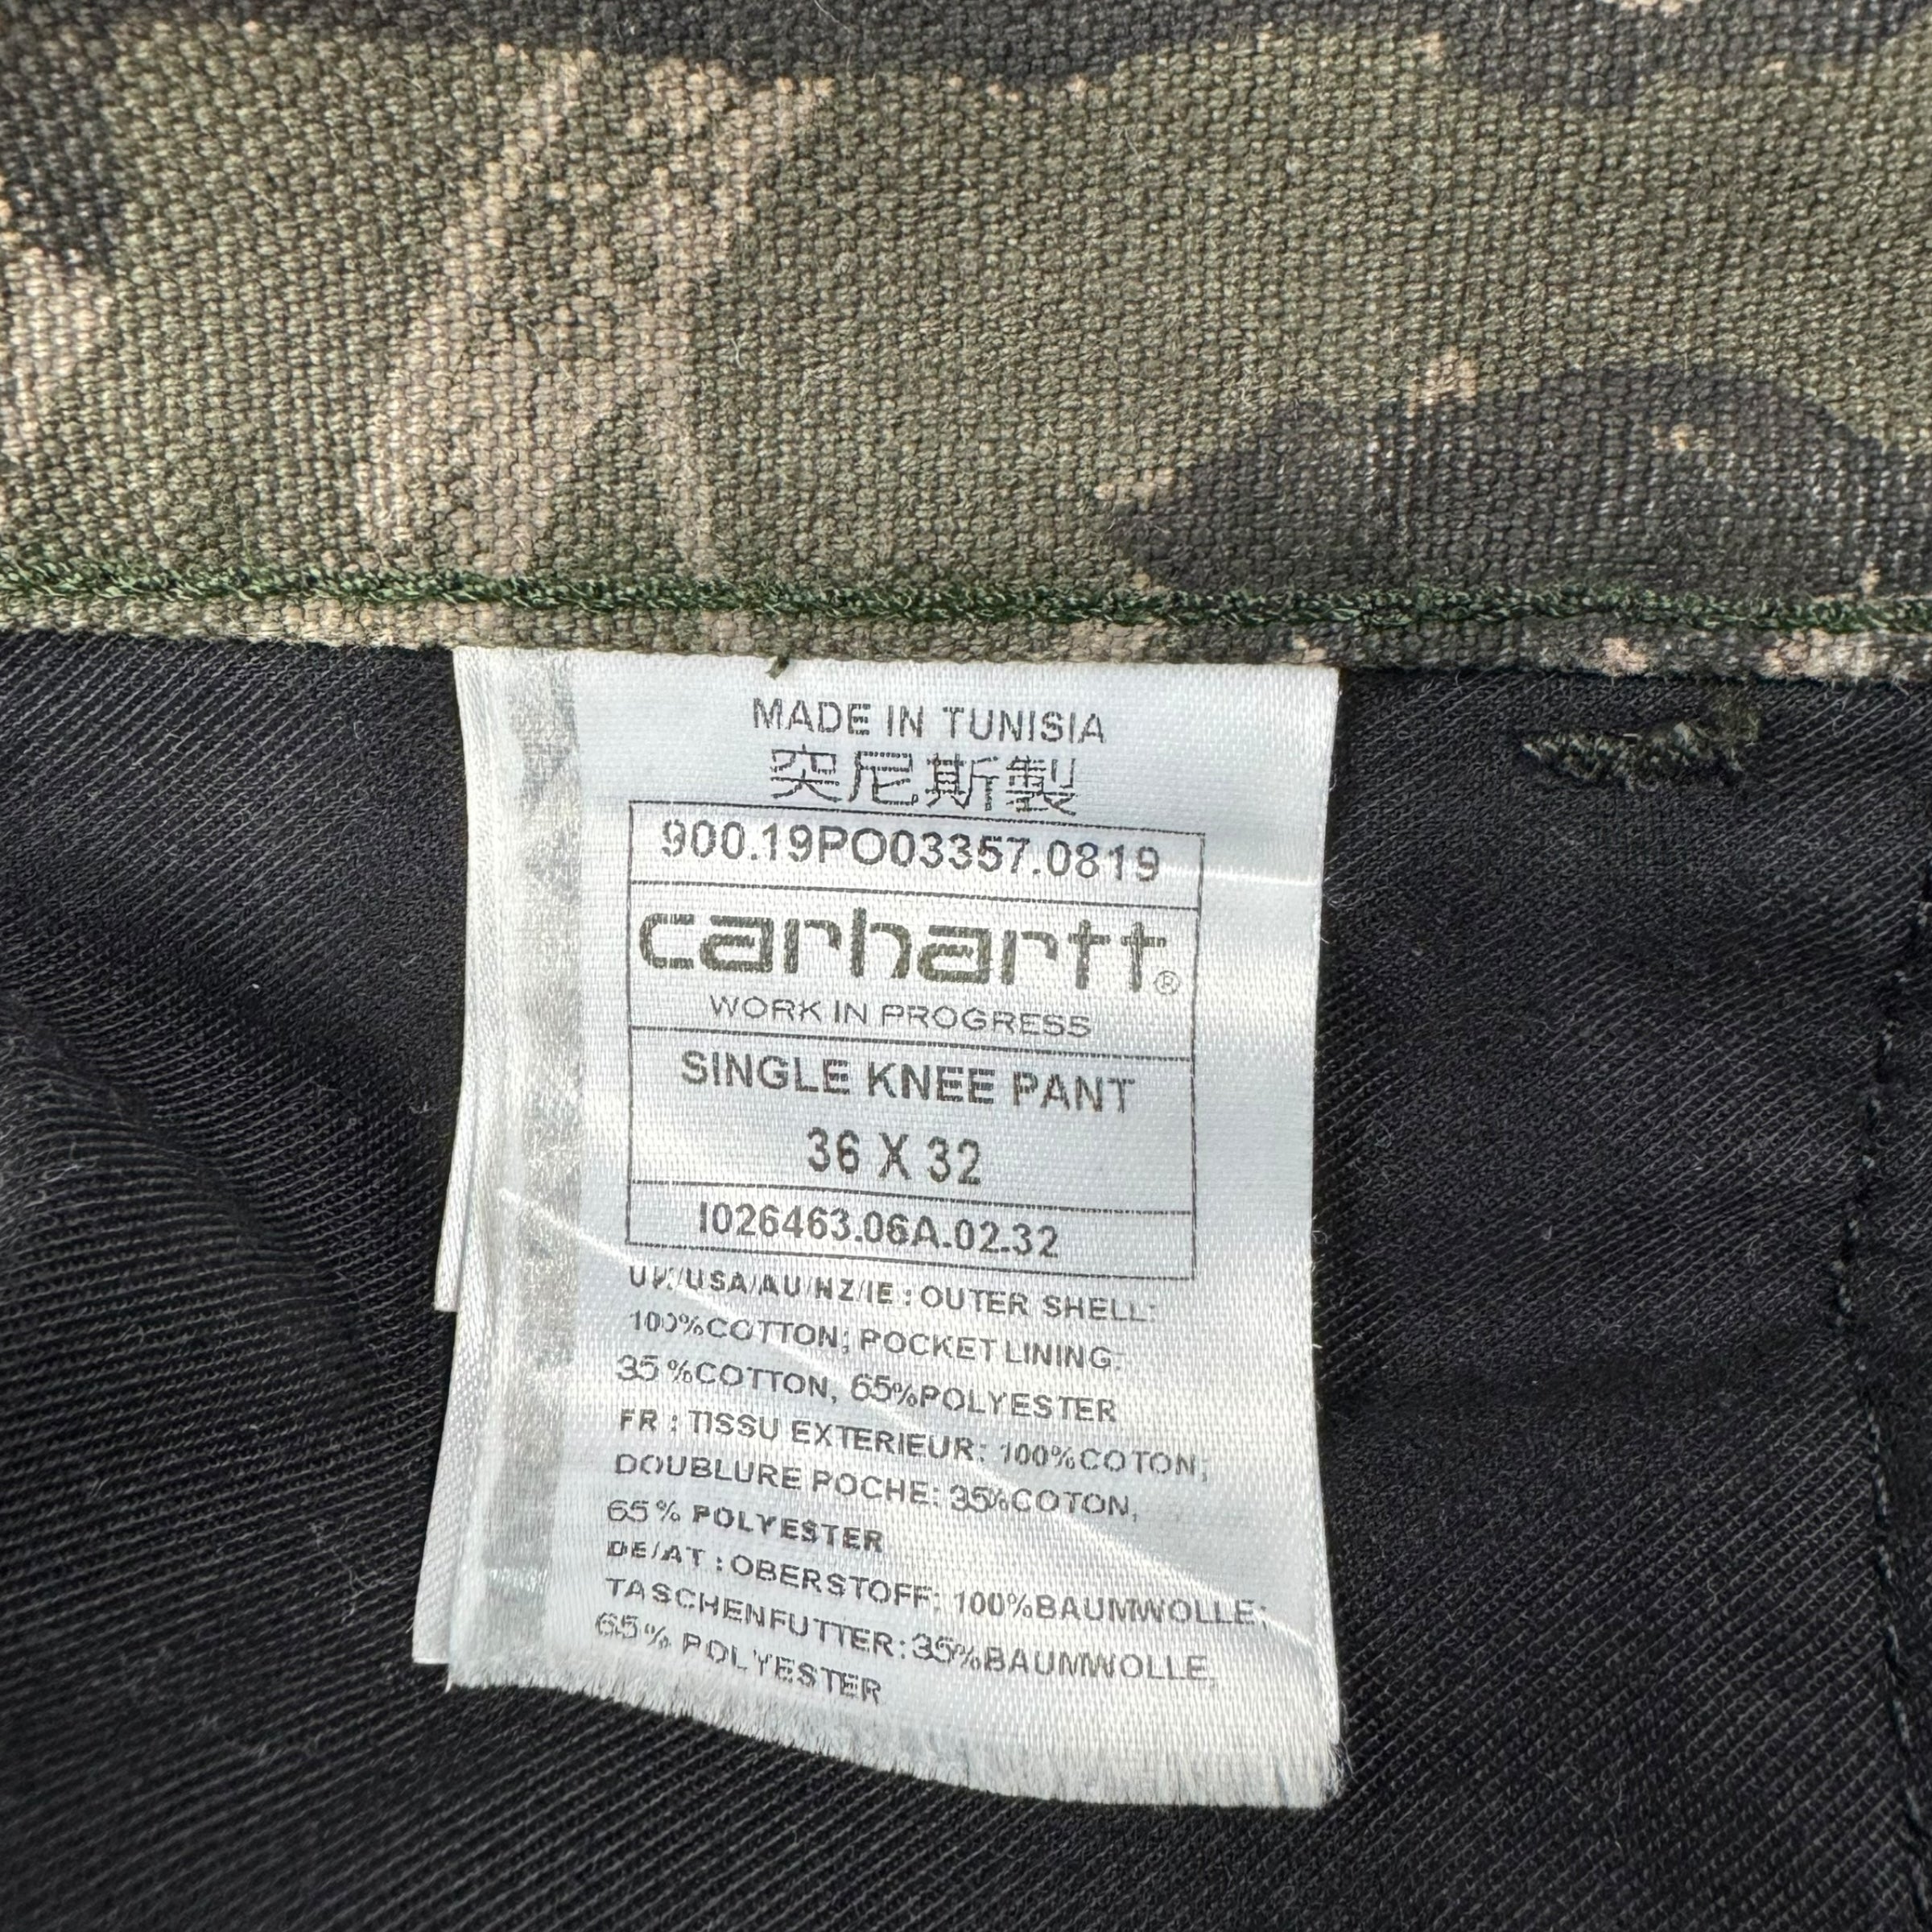 MADE IN TUNISIA
突尼斯製
900.19PO03357.0819
carhartt®
WORK IN PROGRESS
SINGLE KNEE PANT
36 X 32
I026463.06A.02.32
UK/USA/AU/NZ/IE : OUTER SHELL:
100%COTTON; POCKET LINING:
35%COTTON, 65%POLYESTER
FR : TISSU EXTERIEUR: 100%COTON;
DOUBLURE POCHE: 35%COTON,
65% POLYESTER
DE/AT : OBERSTOFF: 100%BAUMWOLLE;
TASCHENFUTTER: 35%BAUMWOLLE,
65% POLYESTER